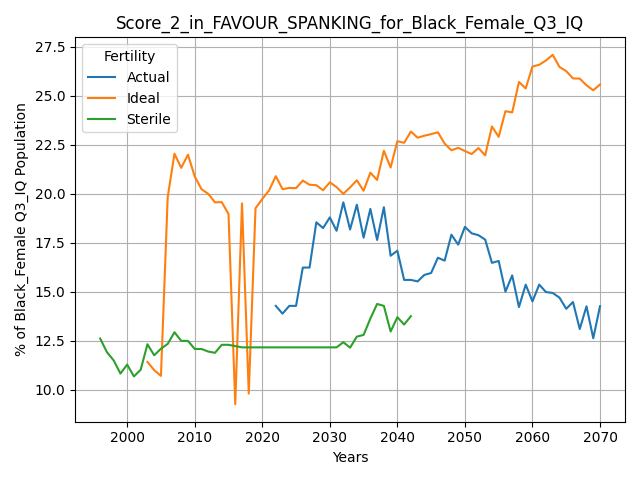 Score_2_in_FAVOUR_SPANKING_for_Black_Female_Q3_IQ
% of Black_Female Q3_IQ Population
27.5
25.0
22.5
20.0
17.5
15.0
12.5
10.0
Fertility
Actual
Ideal
Sterile
2000 2010 2020 2030 2040 2050 2060 2070
Years